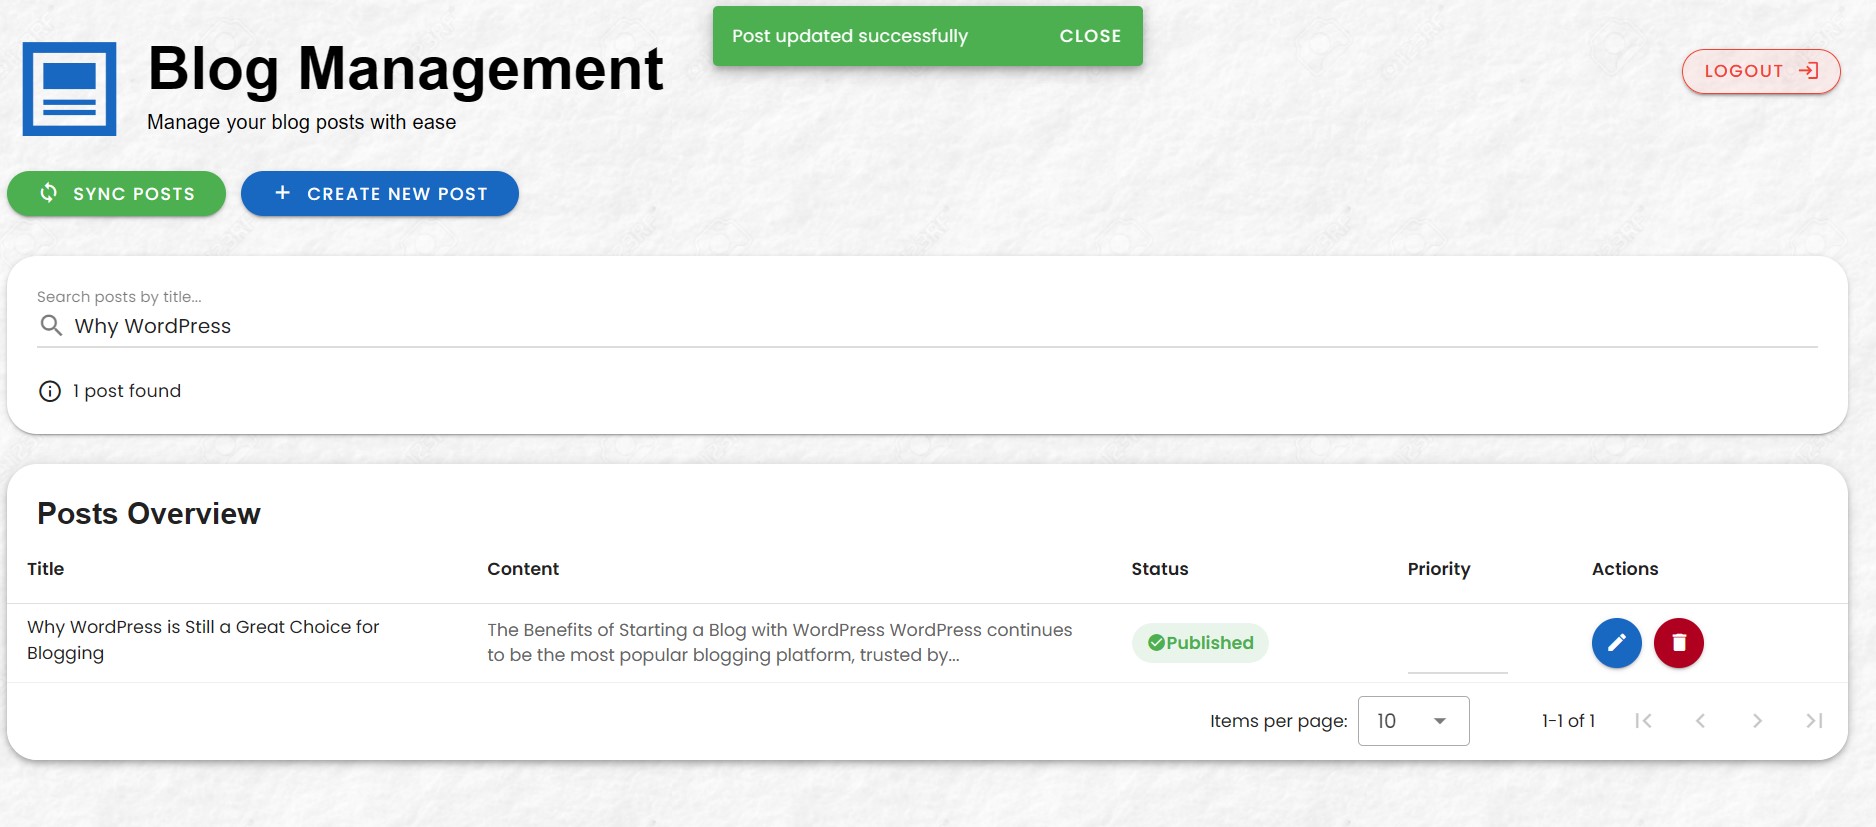 Post updated successfully CLOSE
Blog Management
Manage your blog posts with ease
LOGOUT
SYNC POSTS
CREATE NEW POST
Search posts by title...
Why WordPress
1 post found
Posts Overview
Title Content Status Priority Actions
Why WordPress is Still a Great Choice for
Blogging
The Benefits of Starting a Blog with WordPress WordPress continues
to be the most popular blogging platform, trusted by...
Published
Items per page: 10 1-1 of 1